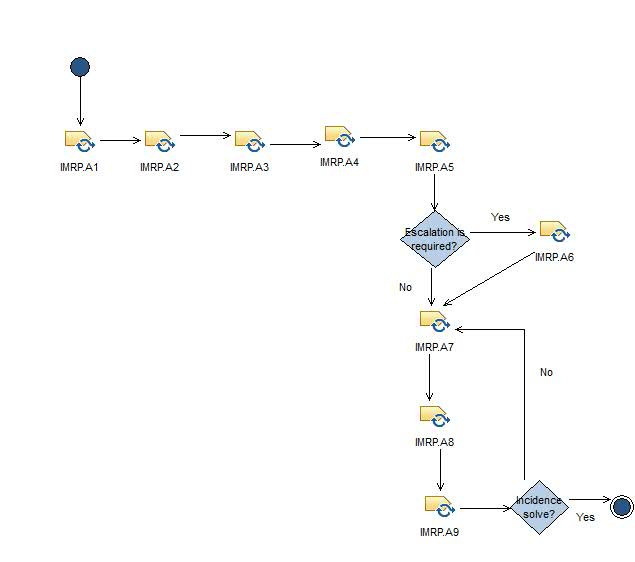 IMRP.A1
IMRP.A2
IMRP.A3
IMRP.A4
IMRP.A5
Escalation is
required?
Yes
IMRP.A6
No
IMRP.A7
No
IMRP.A8
Incidence
solve?
Yes
IMRP.A9